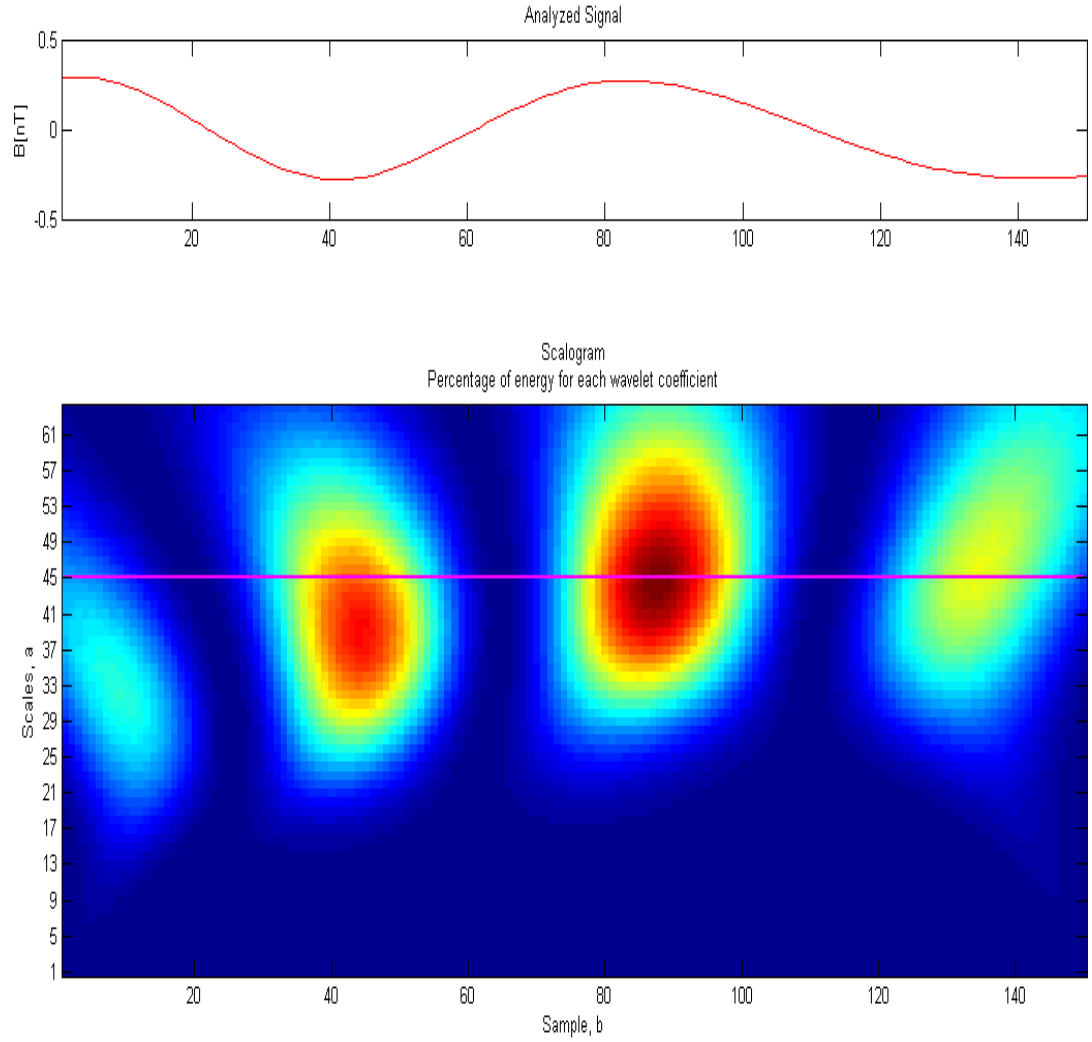 Analyzed Signal
0.5
0
-0.5
B[nT]
20 40 60 80 100 120 140
Scalogram
Percentage of energy for each wavelet coefficient
61
57
53
49
45
41
37
33
29
25
21
17
13
9
5
1
Scales, a
20 40 60 80 100 120 140
Sample, b